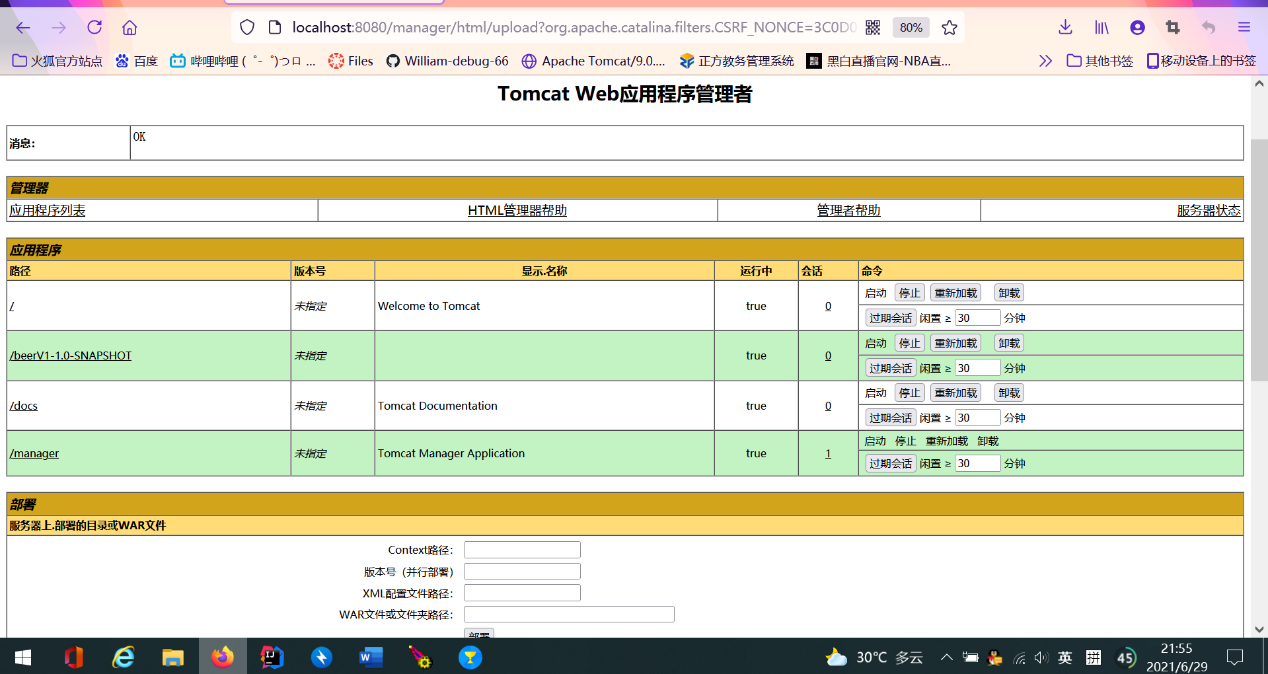 localhost:8080/manager/html/upload?org.apache.catalina.filters.CSRF_NONCE=3C0D0
80%
火狐官方站点 百度 哔哩哔哩 (゜-゜)つロ ... Files William-debug-66 Apache Tomcat/9.0.... 正方教务管理系统 黑白直播官网-NBA直... 其他书签 移动设备上的书签
Tomcat Web应用程序管理者
消息: OK
管理器
应用程序列表 HTML管理器帮助 管理者帮助 服务器状态
应用程序
路径 版本号 显示.名称 运行中 会话 命令
/ 未指定 Welcome to Tomcat true 0 启动 停止 重新加载 卸载
过期会话 闲置 ≥ 30 分钟
/beerV1-1.0-SNAPSHOT 未指定 true 0 启动 停止 重新加载 卸载
过期会话 闲置 ≥ 30 分钟
/docs 未指定 Tomcat Documentation true 0 启动 停止 重新加载 卸载
过期会话 闲置 ≥ 30 分钟
/manager 未指定 Tomcat Manager Application true 1 启动 停止 重新加载 卸载
过期会话 闲置 ≥ 30 分钟
部署
服务器上.部署的目录或WAR文件
Context路径:
版本号（并行部署）
XML配置文件路径:
WAR文件或文件夹路径:
部署
30°C 多云 英 拼 45 21:55
2021/6/29